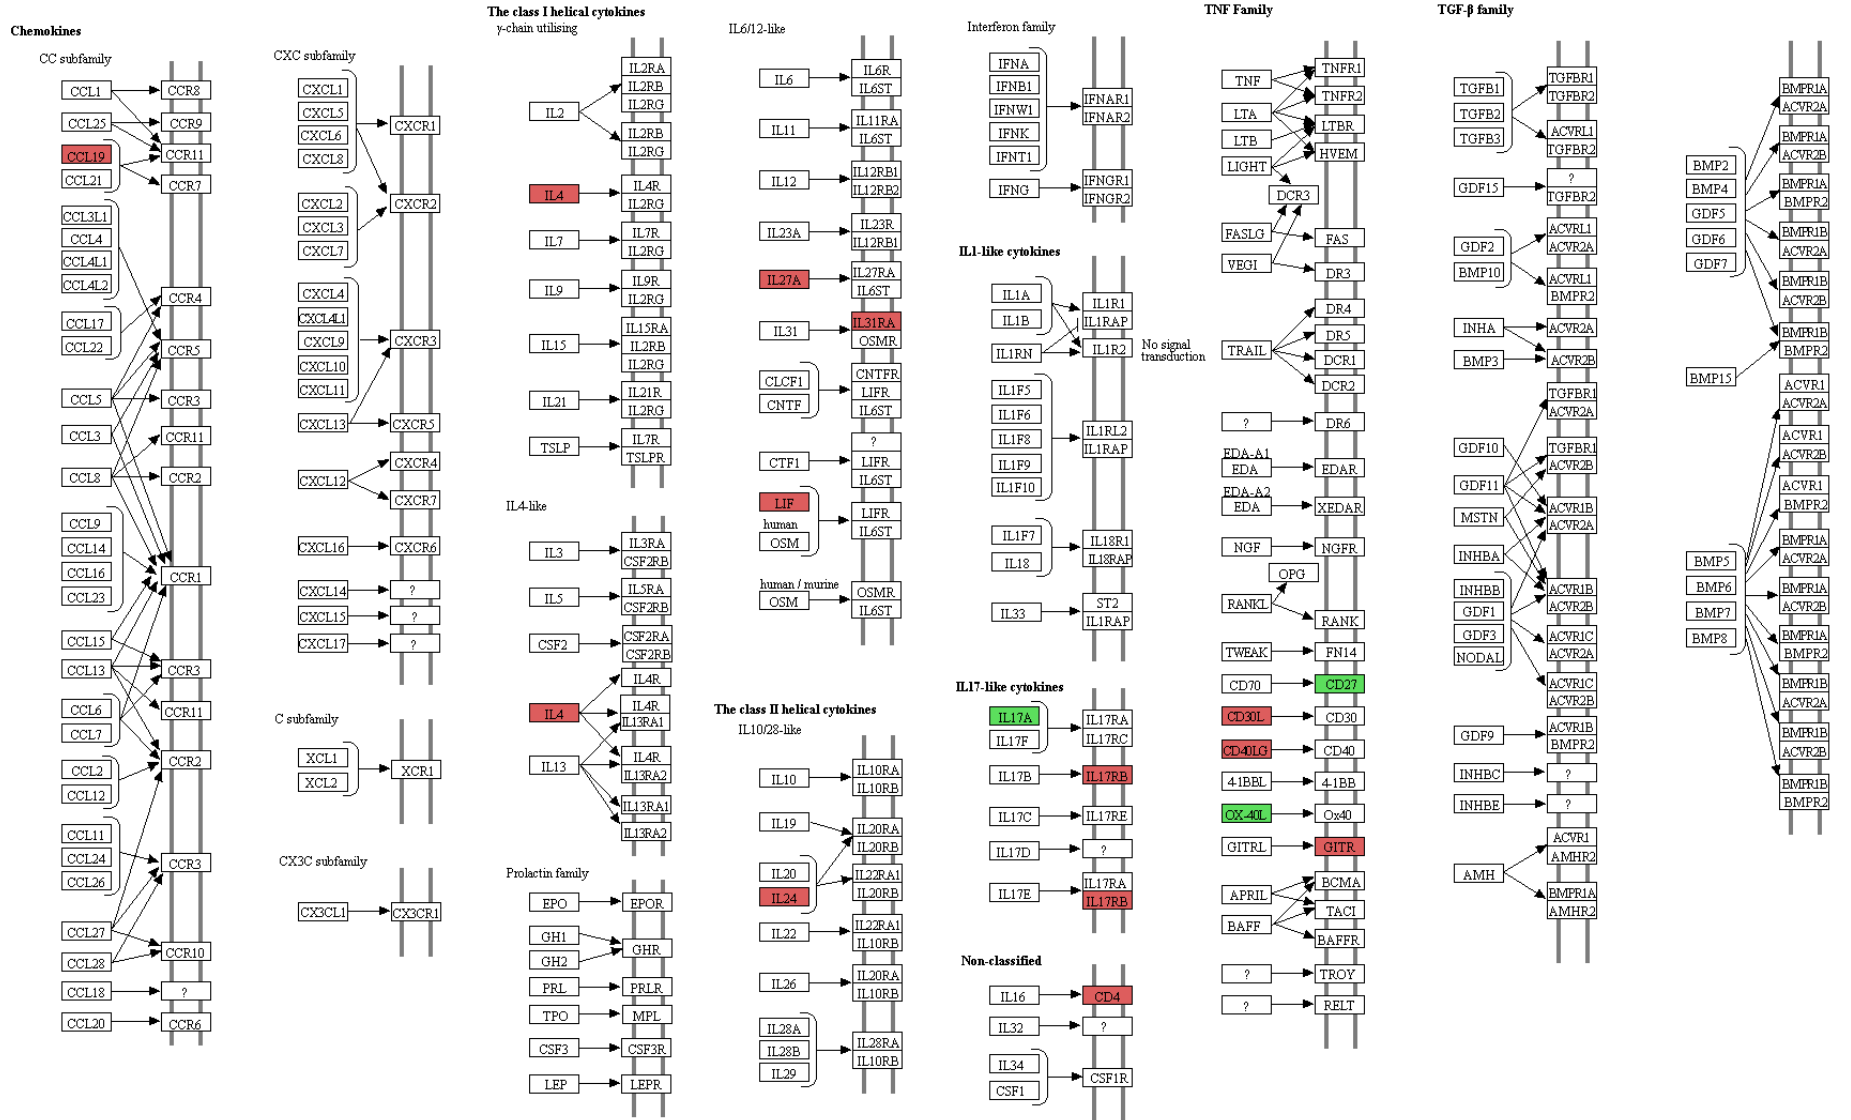 Chemokines
CC subfamily
CCL1
CCR8
CCL25
CCR9
CCL19
CCR11
CCL21
CCR7
CCL3L1
CCL4
CCL4L1
CCL4L2
CCR4
CCL17
CCL22
CCR5
CCL5
CCR3
CCL3
CCR11
CCL8
CCR2
CCL9
CCL14
CCL16
CCL23
CCR1
CCL15
CCL13
CCR3
CCL6
CCR11
CCL7
CCR2
CCL2
CCL12
CCL11
CCL24
CCL26
CCR3
CCL27
CCR10
CCL28
CCL18
?
CCL20
CCR6
CXC subfamily
CXCL1
CXCL5
CXCL6
CXCL8
CXCR1
CXCL2
CXCL3
CXCL7
CXCR2
CXCL4
CXCL4L1
CXCL9
CXCL10
CXCL11
CXCR3
CXCL13
CXCR5
CXCR4
CXCL12
CXCR7
CXCL16
CXCR6
CXCL14
?
CXCL15
?
CXCL17
?
C subfamily
XCL1
XCL2
XCR1
CX3C subfamily
CX3CL1
CX3CR1
The class I helical cytokines
γ-chain utilising
IL2
IL2RA
IL2RB
IL2RG
IL2RB
IL2RG
IL4
IL4R
IL2RG
IL7
IL7R
IL2RG
IL9
IL9R
IL2RG
IL15
IL15RA
IL2RB
IL2RG
IL21
IL21R
IL2RG
TSLP
IL7R
TSLPR
IL4-like
IL3
IL3RA
CSF2RB
IL5
IL5RA
CSF2RB
CSF2
CSF2RA
CSF2RB
IL4R
IL4
IL4R
IL13RA1
IL13
IL4R
IL13RA2
IL13RA1
IL13RA2
Prolactin family
EPO
EPOR
GH1
GH2
GHR
PRL
PRLR
TPO
MPL
CSF3
CSF3R
LEP
LEPR
IL6/12-like
IL6
IL6R
IL6ST
IL11
IL11RA
IL6ST
IL12
IL12RB1
IL12RB2
IL23A
IL23R
IL12RB1
IL27A
IL27RA
IL6ST
IL31
IL31RA
OSMR
CLCF1
CNTF
CNTFR
LIFR
IL6ST
CTF1
?
LIFR
IL6ST
LIF
human
OSM
LIFR
IL6ST
human / murine
OSM
OSMR
IL6ST
The class II helical cytokines
IL10/28-like
IL10
IL10RA
IL10RB
IL19
IL20RA
IL20RB
IL20
IL24
IL22RA1
IL20RB
IL22
IL22RA1
IL10RB
IL26
IL20RA
IL10RB
IL28A
IL28B
IL29
IL28RA
IL10RB
Interferon family
IFNA
IFNB1
IFNW1
IFNK
IFNT1
IFNAR1
IFNAR2
IFNG
IFNGR1
IFNGR2
IL1-like cytokines
IL1A
IL1B
IL1R1
IL1RAP
IL1RN
IL1R2
No signal
transduction
IL1F5
IL1F6
IL1F8
IL1F9
IL1F10
IL1RL2
IL1RAP
IL1F7
IL18
IL18R1
IL18RAP
IL33
ST2
IL1RAP
IL17-like cytokines
IL17A
IL17F
IL17RA
IL17RC
IL17B
IL17RB
IL17C
IL17RE
IL17D
?
IL17E
IL17RA
IL17RB
Non-classified
IL16
CD4
IL32
?
IL34
CSF1
CSF1R
TNF Family
TNF
TNFR1
TNFR2
LTA
LTB
LTBR
LIGHT
HVEM
DCR3
FASLG
FAS
VEGI
DR3
DR4
DR5
TRAIL
DCR1
DCR2
?
DR6
EDA-A1
EDA
EDAR
EDA-A2
EDA
XEDAR
NGF
NGFR
OPG
RANKL
RANK
TWEAK
FN14
CD70
CD27
CD30L
CD30
CD40LG
CD40
4-1BBL
4-1BB
OX-40L
Ox40
GITRL
GITR
APRIL
BCMA
TACI
BAFF
BAFFR
?
TROY
?
RELT
TGF-β family
TGFB1
TGFB2
TGFB3
TGFBR1
TGFBR2
ACVRL1
TGFBR2
GDF15
?
TGFBR2
GDF2
BMP10
ACVRL1
ACVR2A
ACVRL1
BMPR2
INHA
ACVR2A
BMP3
ACVR2B
TGFBR1
ACVR2A
GDF10
TGFBR1
ACVR2B
GDF11
MSTN
ACVR1B
ACVR2A
INHBA
INHBB
GDF1
GDF3
NODAL
ACVR1B
ACVR2B
ACVR1C
ACVR2A
ACVR1C
ACVR2B
GDF9
ACVR1B
BMPR2
INHBC
?
INHBE
?
AMH
ACVR1
AMHR2
BMPR1A
AMHR2
BMP2
BMP4
GDF5
GDF6
GDF7
BMPR1A
ACVR2A
BMPR1A
ACVR2B
BMPR1A
BMPR2
BMPR1B
ACVR2A
BMPR1B
ACVR2B
BMPR1B
BMPR2
BMP15
ACVR1
ACVR2A
ACVR1
ACVR2B
ACVR1
BMPR2
BMP5
BMP6
BMP7
BMP8
BMPR1A
ACVR2A
BMPR1A
ACVR2B
BMPR1A
BMPR2
BMPR1B
ACVR2A
BMPR1B
ACVR2B
BMPR1B
BMPR2